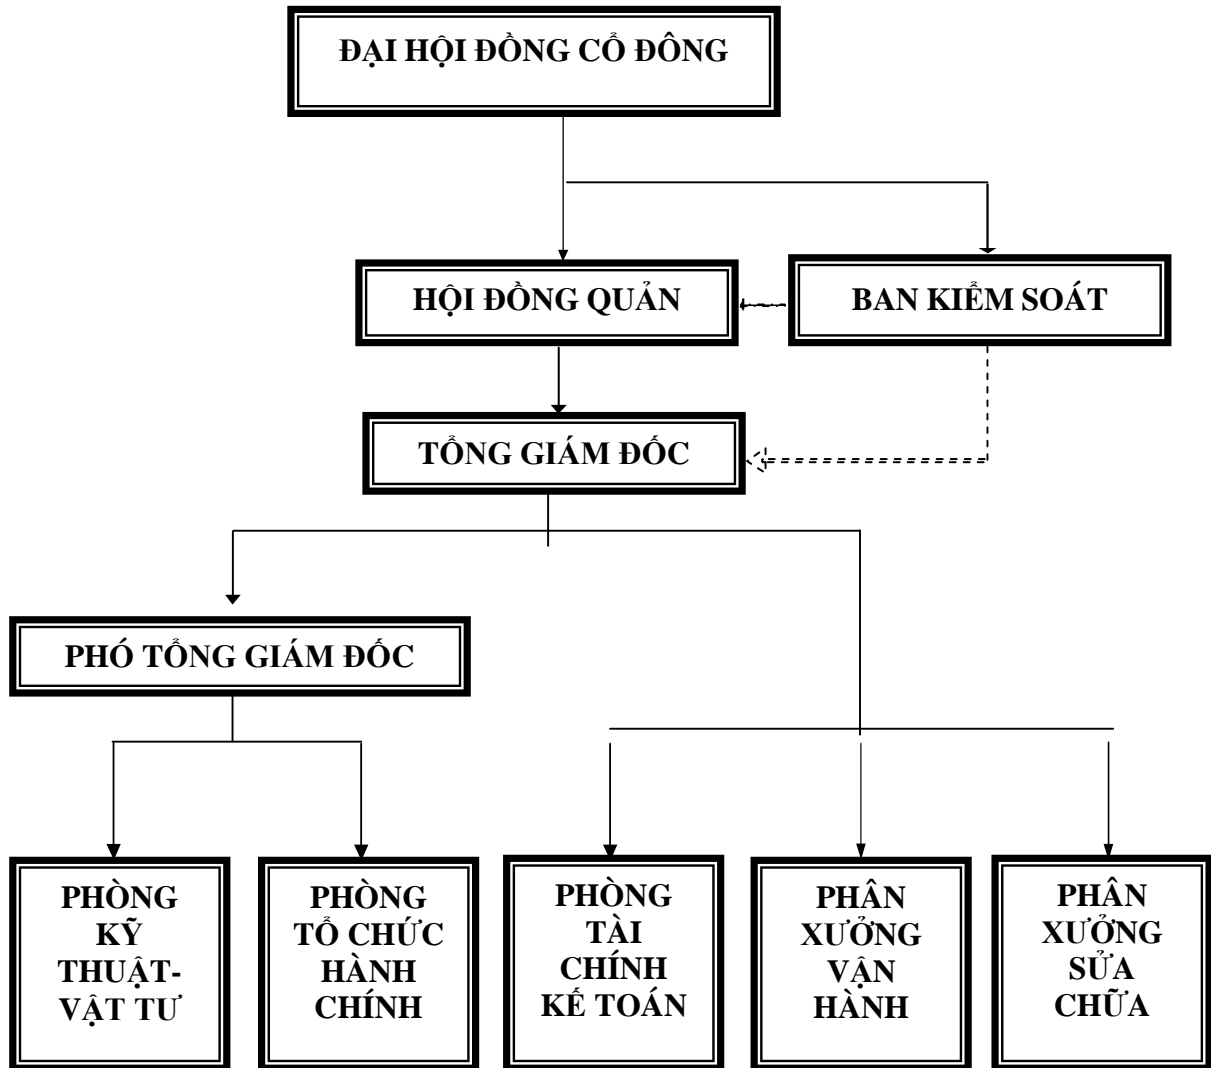 ĐẠI HỘI ĐỒNG CỔ ĐÔNG
HỘI ĐỒNG QUẢN
BAN KIỂM SOÁT
TỔNG GIÁM ĐỐC
PHÓ TỔNG GIÁM ĐỐC
PHÒNG
KỸ
THUẬT-
VẬT TƯ
PHÒNG
TỔ CHỨC
HÀNH
CHÍNH
PHÒNG
TÀI
CHÍNH
KẾ TOÁN
PHÂN
XƯỞNG
VẬN
HÀNH
PHÂN
XƯỞNG
SỬA
CHỮA